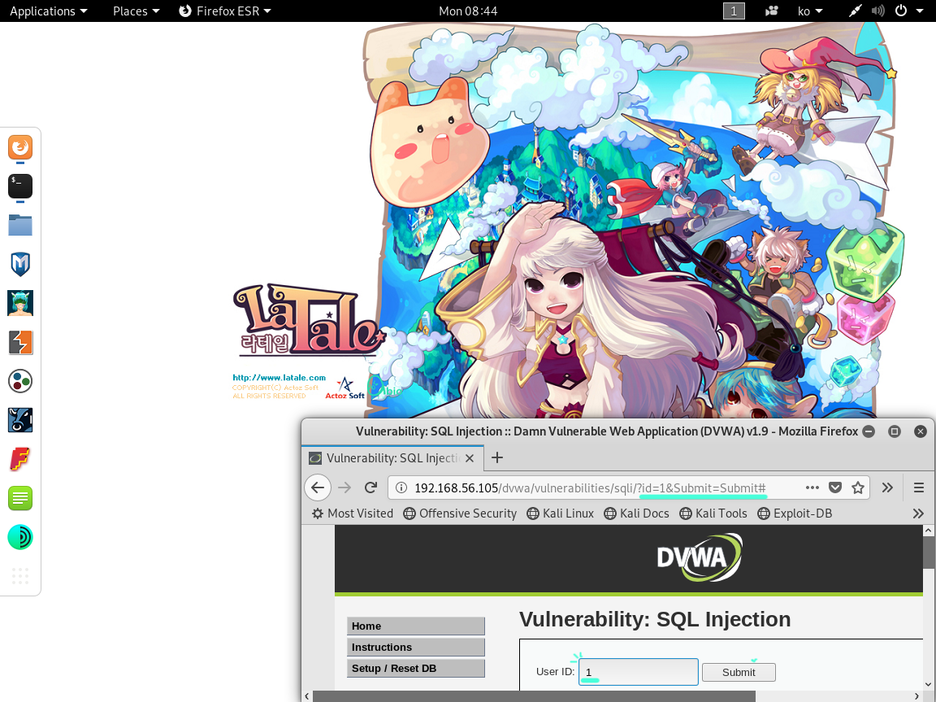 Applications Places Firefox ESR Mon 08:44 1 ko
LaTale
라테일
http://www.latale.com
COPYRIGHT(C) Actoz Soft
ALL RIGHTS RESERVED
Actoz Soft
Vulnerability: SQL Injection :: Damn Vulnerable Web Application (DVWA) v1.9 - Mozilla Firefox
Vulnerability: SQL Injecti
192.168.56.105/dvwa/vulnerabilities/sqli/?id=1&Submit=Submit#
Most Visited Offensive Security Kali Linux Kali Docs Kali Tools Exploit-DB
DVWA
Vulnerability: SQL Injection
Home
Instructions
Setup / Reset DB
User ID: 1 Submit